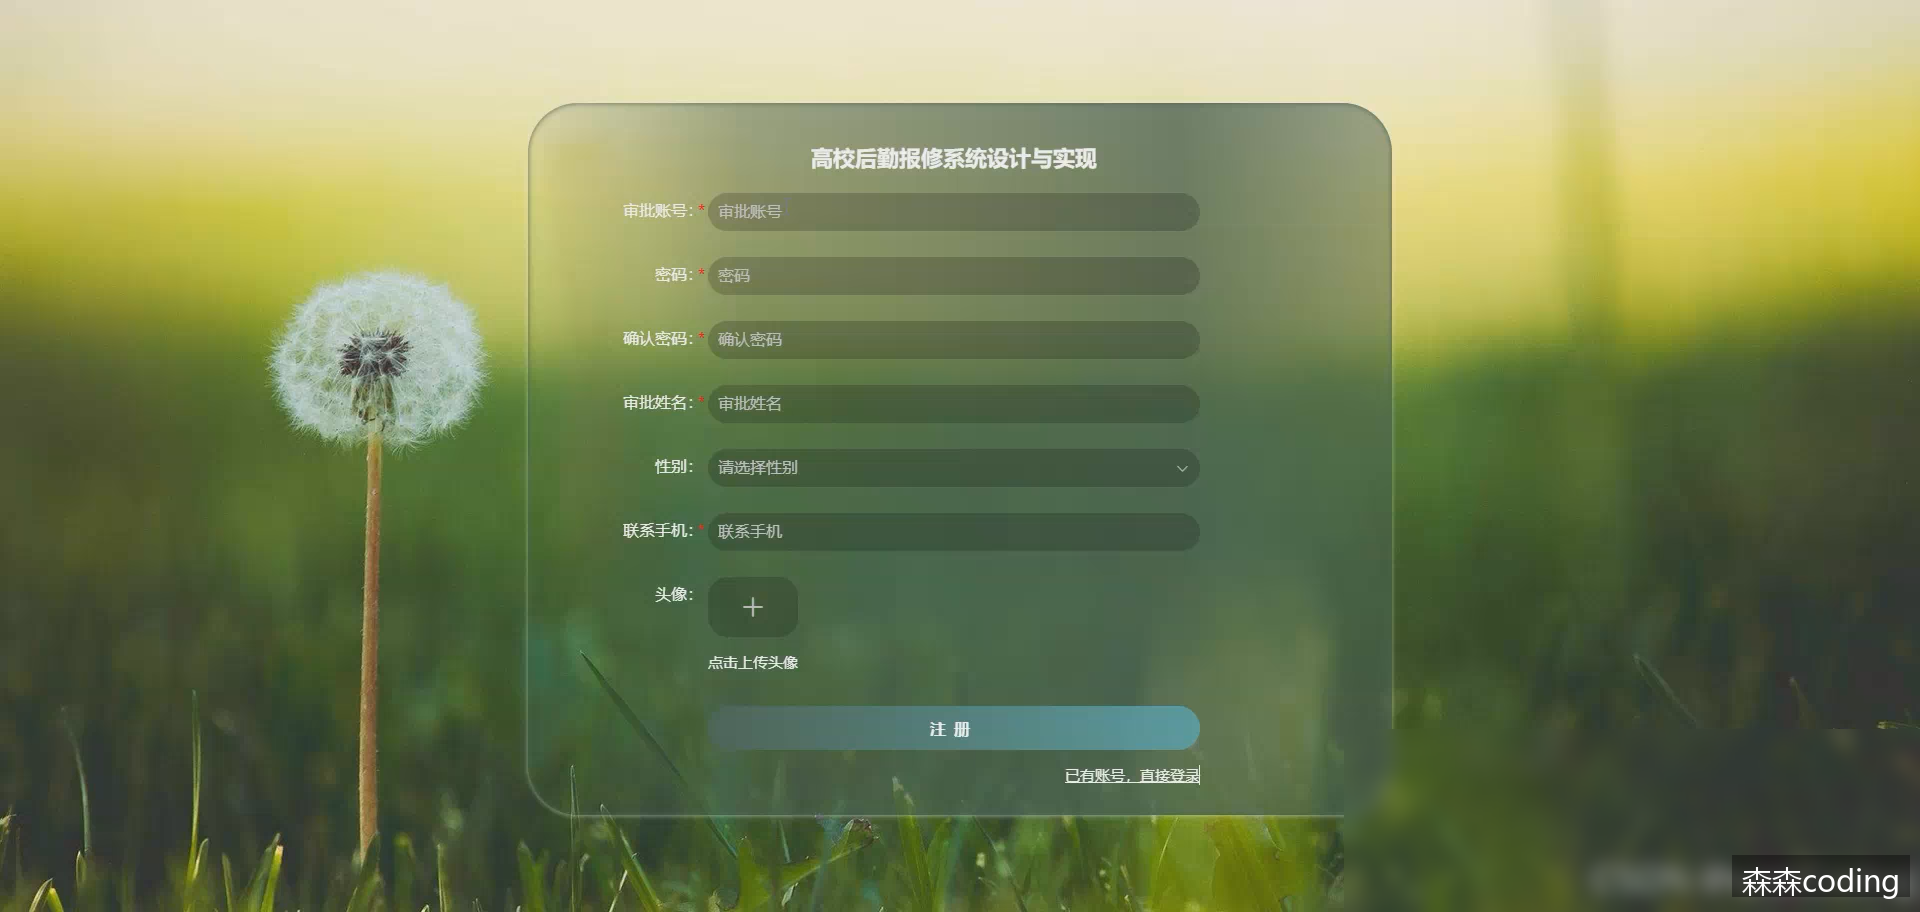 高校后勤报修系统设计与实现
审批账号：* 审批账号
密码：* 密码
确认密码：* 确认密码
审批姓名：* 审批姓名
性别： 请选择性别
联系手机：* 联系手机
头像： +
点击上传头像
注 册
已有账号，直接登录
森森coding